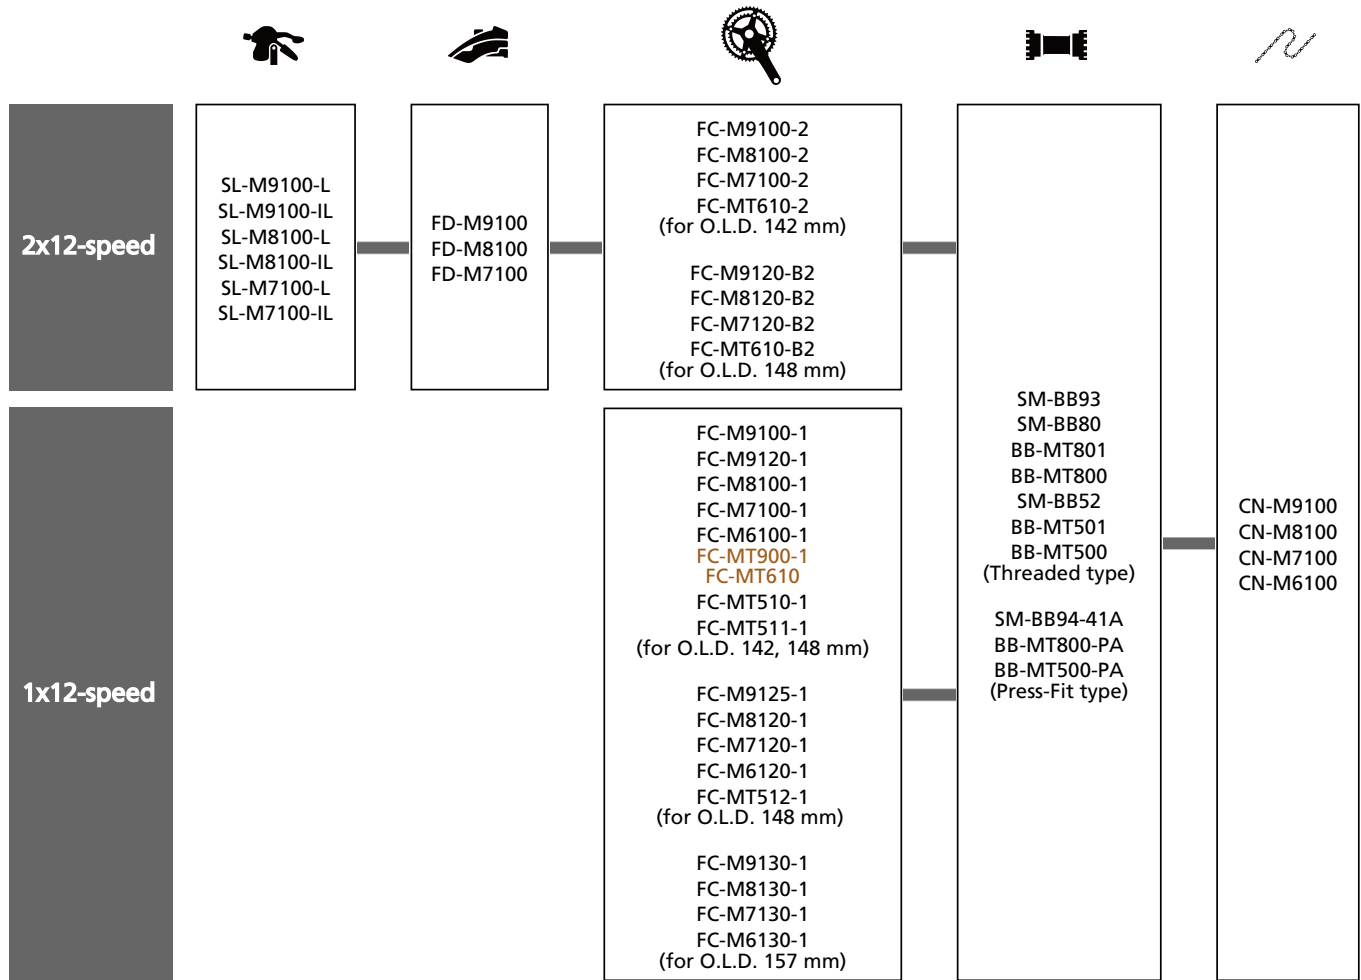 2x12-speed
SL-M9100-L
SL-M9100-IL
SL-M8100-L
SL-M8100-IL
SL-M7100-L
SL-M7100-IL
FD-M9100
FD-M8100
FD-M7100
FC-M9100-2
FC-M8100-2
FC-M7100-2
FC-MT610-2
(for O.L.D. 142 mm)
FC-M9120-B2
FC-M8120-B2
FC-M7120-B2
FC-MT610-B2
(for O.L.D. 148 mm)
1x12-speed
FC-M9100-1
FC-M9120-1
FC-M8100-1
FC-M7100-1
FC-M6100-1
FC-MT900-1
FC-MT610
FC-MT510-1
FC-MT511-1
(for O.L.D. 142, 148 mm)
FC-M9125-1
FC-M8120-1
FC-M7120-1
FC-M6120-1
FC-MT512-1
(for O.L.D. 148 mm)
FC-M9130-1
FC-M8130-1
FC-M7130-1
FC-M6130-1
(for O.L.D. 157 mm)
SM-BB93
SM-BB80
BB-MT801
BB-MT800
SM-BB52
BB-MT501
BB-MT500
(Threaded type)
SM-BB94-41A
BB-MT800-PA
BB-MT500-PA
(Press-Fit type)
CN-M9100
CN-M8100
CN-M7100
CN-M6100